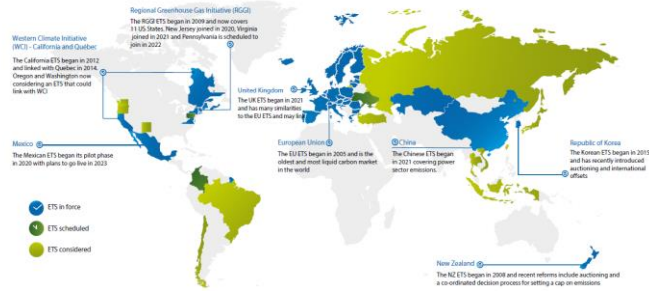 Regional Greenhouse Gas Initiative (RGGI)
The RGGI ETS began in 2009 and now covers
11 US States, New Jersey joined in 2020, Virginia
joined in 2021 and Pennsylvania is scheduled to
join in 2022
Western Climate Initiative
(WCI) - California and Québec
The California ETS began in 2012
and linked with Quebec in 2014.
Oregon and Washington now
considering an ETS that could
link with WCI
United Kingdom
The UK ETS began in 2021
and has many similarities
to the EU ETS and may link
Mexico
The Mexican ETS began its pilot phase
in 2020 with plans to go live in 2023
European Union
The EU ETS began in 2005 and is the
oldest and most liquid carbon market
in the world
China
The Chinese ETS began
in 2021 covering power
sector emissions.
Republic of Korea
The Korean ETS began in 2015
and has recently introduced
auctioning and international
offsets
ETS in force
ETS scheduled
ETS considered
New Zealand
The NZ ETS began in 2008 and recent reforms include auctioning and
a co-ordinated decision process for setting a cap on emissions